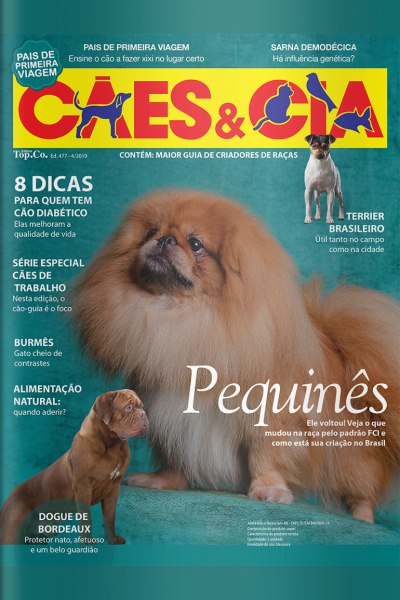 PAIS DE
PRIMEIRA
VIAGEM
PAIS DE PRIMEIRA VIAGEM
Ensine o cão a fazer xixi no lugar certo
SARNA DEMODÉCICA
Há influência genética?
CÃES & CIA
Top.Co. Ed. 477 - 4/2019
CONTÉM: MAIOR GUIA DE CRIADORES DE RAÇAS
8 DICAS
PARA QUEM TEM
CÃO DIABÉTICO
Elas melhoram a
qualidade de vida
TERRIER
BRASILEIRO
Útil tanto no campo
como na cidade
SÉRIE ESPECIAL
CÃES DE
TRABALHO
Nesta edição, o
cão-guia é o foco
BURMÊS
Gato cheio de
contrastes
ALIMENTAÇÃO
NATURAL:
quando aderir?
Pequinês
Ele voltou! Veja o que
mudou na raça pelo padrão FCI e
como está sua criação no Brasil
DOGUE DE
BORDEAUX
Protetor nato, afetuoso
e um belo guardião